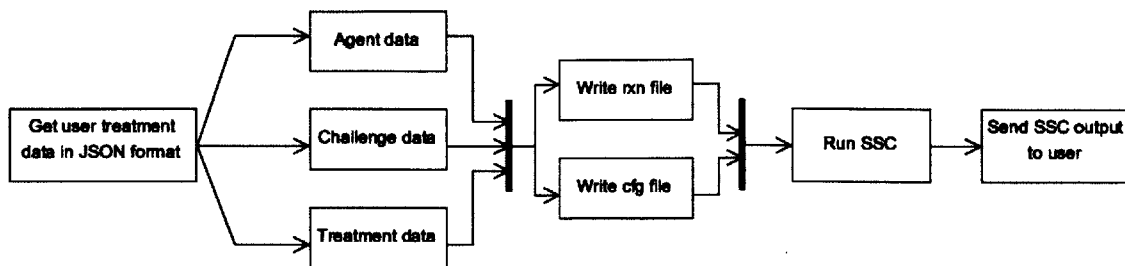 Get user treatment
data in JSON format
Agent data
Challenge data
Treatment data
Write rxn file
Write cfg file
Run SSC
Send SSC output
to user